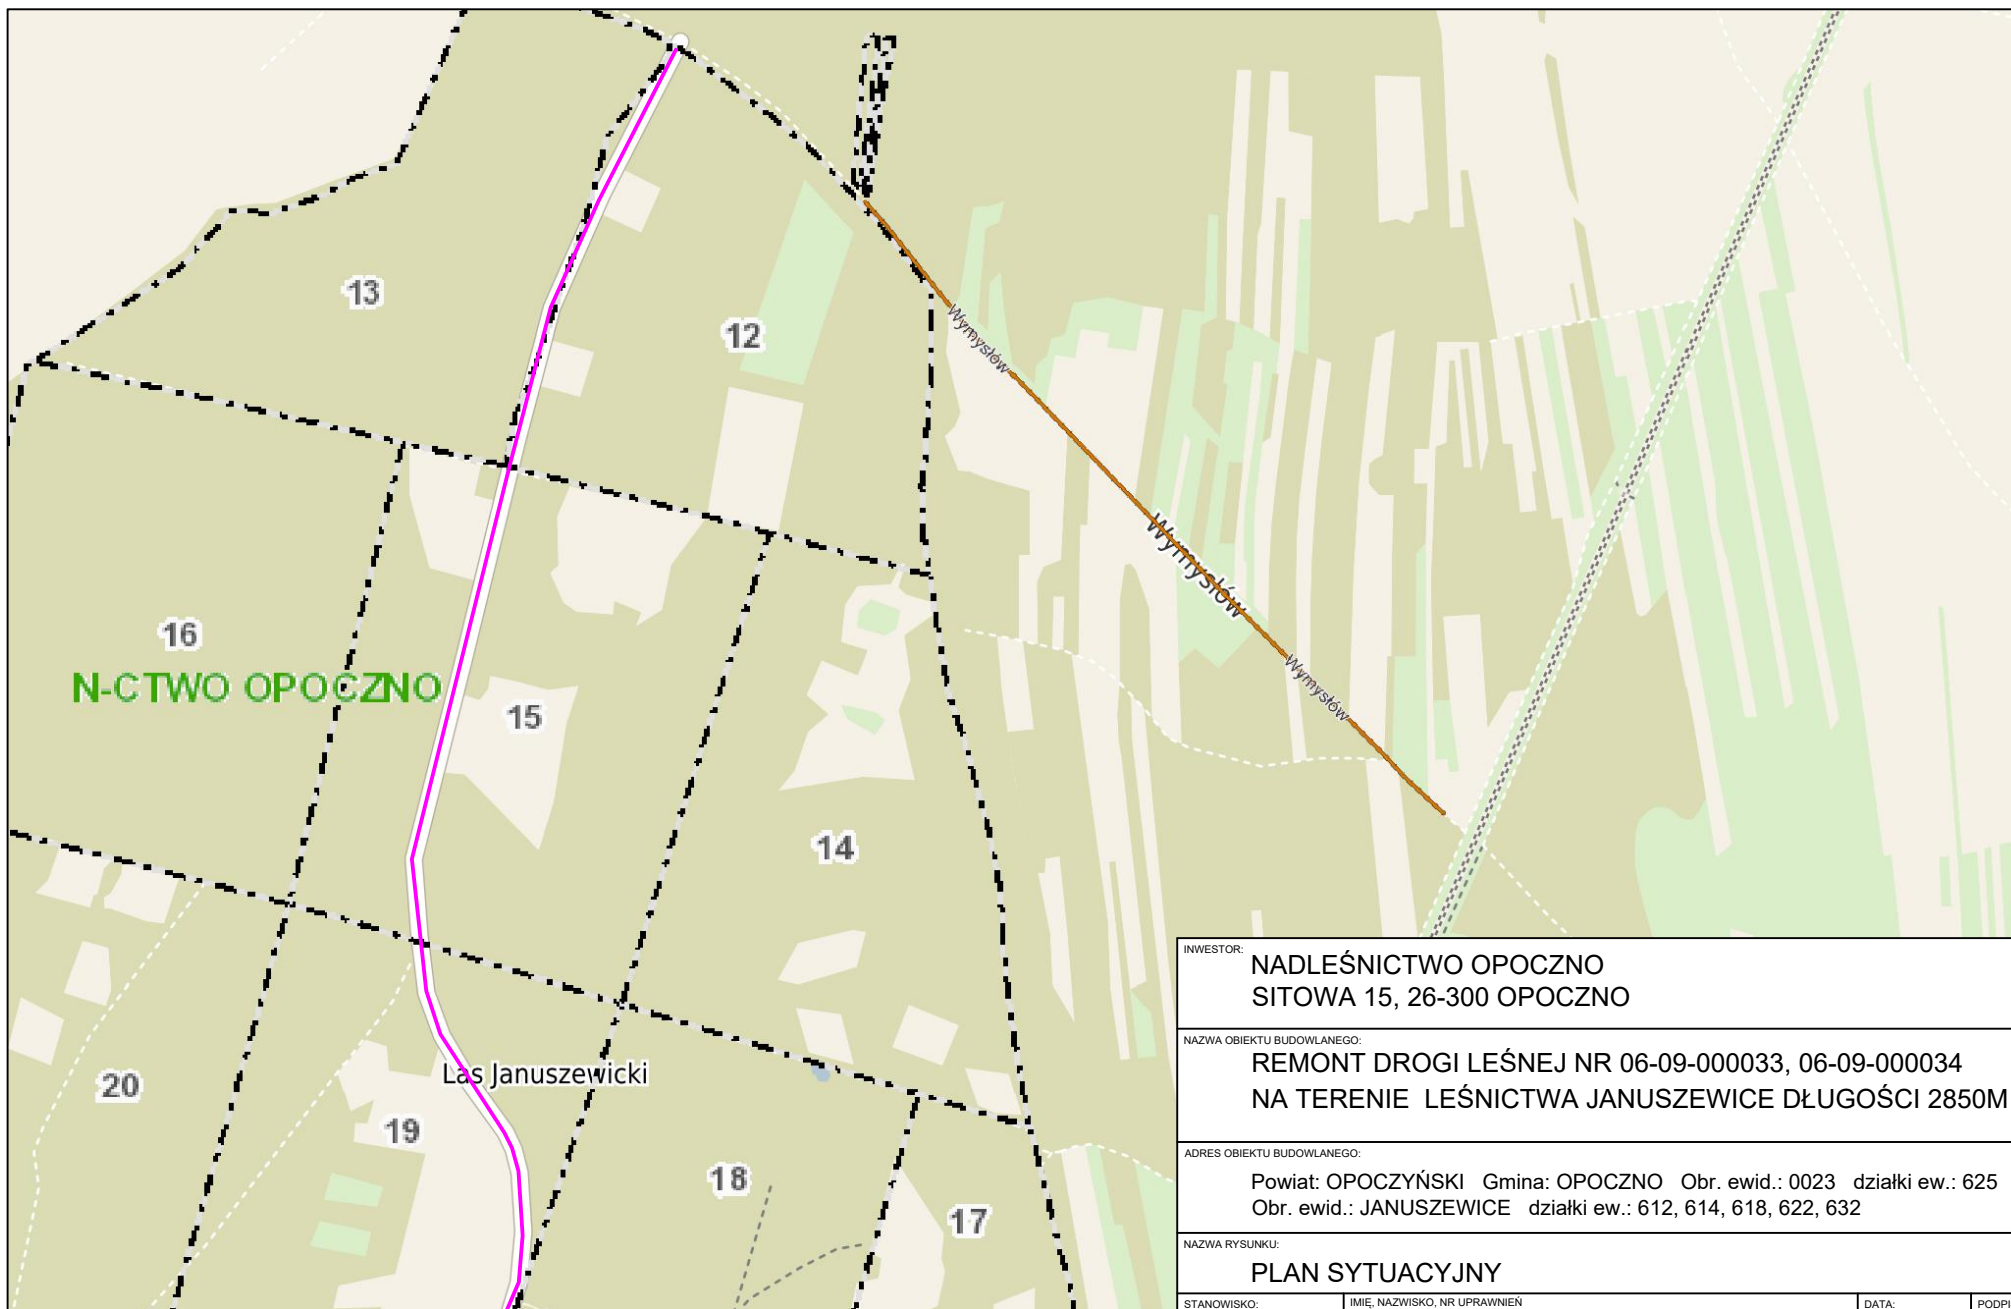 13
12
Wymysłów
Wymysłów
16
N-CTWO OPOCZNO
15
Wymysłów
14
Las Januszewicki
20
19
18
17
INWESTOR:
NADLEŚNICTWO OPOCZNO
SITOWA 15, 26-300 OPOCZNO
NAZWA OBIEKTU BUDOWLANEGO:
REMONT DROGI LEŚNEJ NR 06-09-000033, 06-09-000034
NA TERENIE LEŚNICTWA JANUSZEWICE DŁUGOŚCI 2850M
ADRES OBIEKTU BUDOWLANEGO:
Powiat: OPOCZYŃSKI Gmina: OPOCZNO Obr. ewid.: 0023 działki ew.: 625
Obr. ewid.: JANUSZEWICE działki ew.: 612, 614, 618, 622, 632
NAZWA RYSUNKU:
PLAN SYTUACYJNY
STANOWISKO: IMIĘ, NAZWISKO, NR UPRAWNIEŃ DATA: PODPI